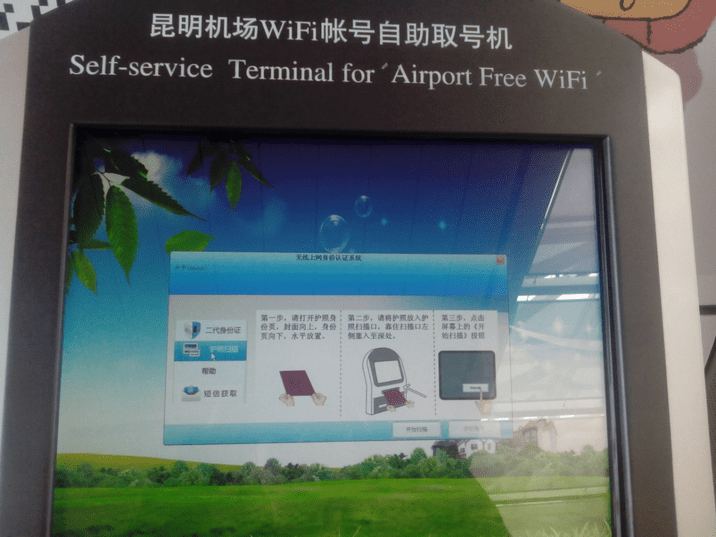 昆明机场WiFi帐号自助取号机
Self-service Terminal for "Airport Free WiFi"
无线上网身份认证系统
二代身份证
护照扫描
帮助
短信获取
第一步，请打开护照身
份页，封面向上，身份
页向下，水平放置。
第二步，请将护照放入护
照扫描口，靠住扫描口左
侧塞入至深处。
第三步，点击
屏幕上的《开
始扫描》按钮
开始扫描